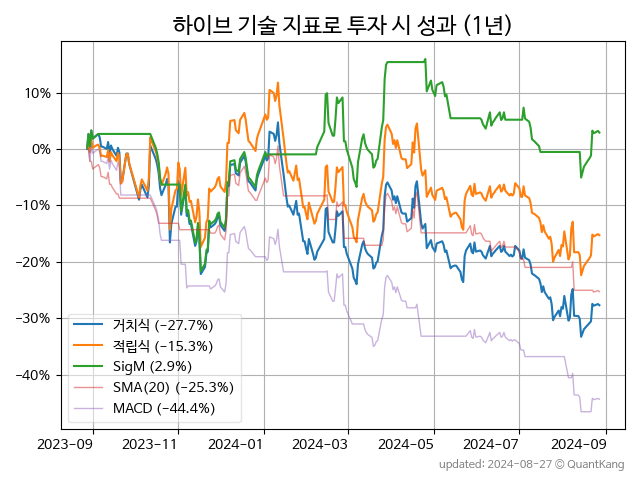 하이브 기술 지표로 투자 시 성과 (1년)
10%
0%
−10%
−20%
−30%
−40%
거치식 (−27.7%)
적립식 (−15.3%)
SigM (2.9%)
SMA(20) (−25.3%)
MACD (−44.4%)
2023-09 2023-11 2024-01 2024-03 2024-05 2024-07 2024-09
updated: 2024-08-27 © QuantKang